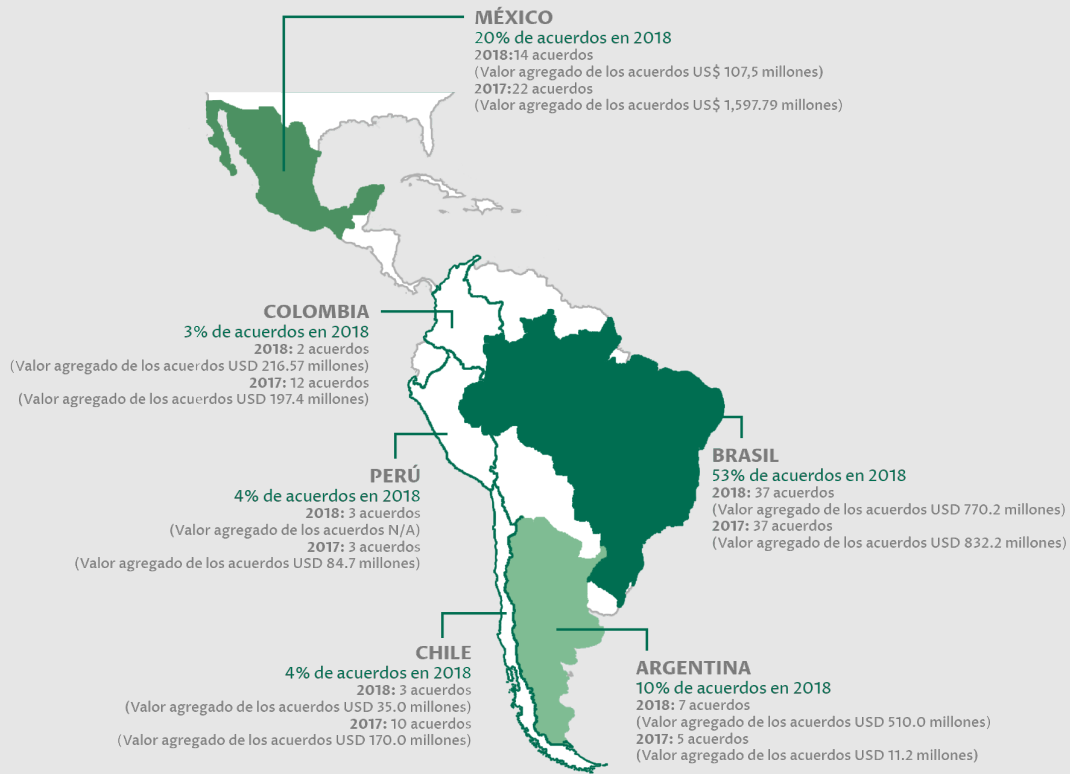 MÉXICO
20% de acuerdos en 2018
2018:14 acuerdos
(Valor agregado de los acuerdos US$ 107,5 millones)
2017:22 acuerdos
(Valor agregado de los acuerdos US$ 1,597.79 millones)
COLOMBIA
3% de acuerdos en 2018
2018: 2 acuerdos
(Valor agregado de los acuerdos USD 216.57 millones)
2017: 12 acuerdos
(Valor agregado de los acuerdos USD 197.4 millones)
PERÚ
4% de acuerdos en 2018
2018: 3 acuerdos
(Valor agregado de los acuerdos N/A)
2017: 3 acuerdos
(Valor agregado de los acuerdos USD 84.7 millones)
BRASIL
53% de acuerdos en 2018
2018: 37 acuerdos
(Valor agregado de los acuerdos USD 770.2 millones)
2017: 37 acuerdos
(Valor agregado de los acuerdos USD 832.2 millones)
CHILE
4% de acuerdos en 2018
2018: 3 acuerdos
(Valor agregado de los acuerdos USD 35.0 millones)
2017: 10 acuerdos
(Valor agregado de los acuerdos USD 170.0 millones)
ARGENTINA
10% de acuerdos en 2018
2018: 7 acuerdos
(Valor agregado de los acuerdos USD 510.0 millones)
2017: 5 acuerdos
(Valor agregado de los acuerdos USD 11.2 millones)